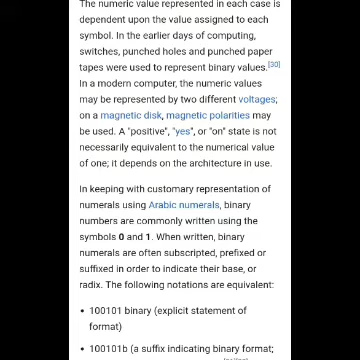 The numeric value represented in each case is
dependent upon the value assigned to each
symbol. In the earlier days of computing,
switches, punched holes and punched paper
tapes were used to represent binary values.[30]
In a modern computer, the numeric values
may be represented by two different voltages;
on a magnetic disk, magnetic polarities may
be used. A "positive", "yes", or "on" state is not
necessarily equivalent to the numerical value
of one; it depends on the architecture in use.
In keeping with customary representation of
numerals using Arabic numerals, binary
numbers are commonly written using the
symbols 0 and 1. When written, binary
numerals are often subscripted, prefixed or
suffixed in order to indicate their base, or
radix. The following notations are equivalent:
• 100101 binary (explicit statement of
format)
• 100101b (a suffix indicating binary format;